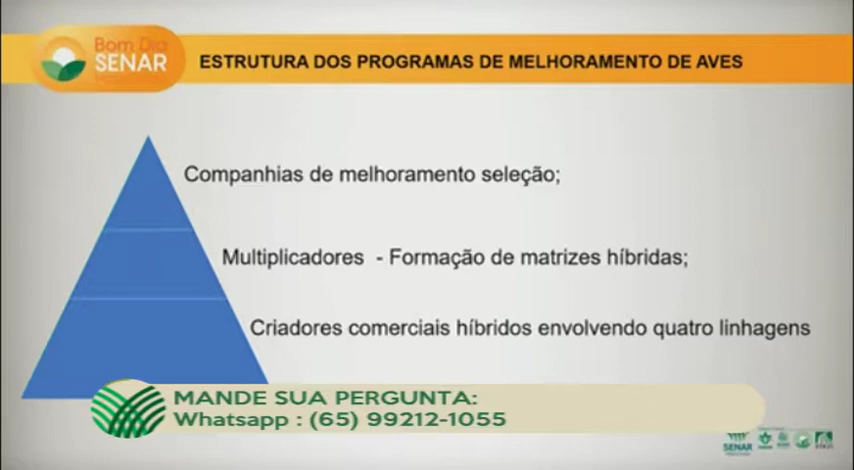 Bom Dia
SENAR
ESTRUTURA DOS PROGRAMAS DE MELHORAMENTO DE AVES
Companhias de melhoramento seleção;
Multiplicadores - Formação de matrizes híbridas;
Criadores comerciais híbridos envolvendo quatro linhagens
MANDE SUA PERGUNTA:
Whatsapp : (65) 99212-1055
SENAR